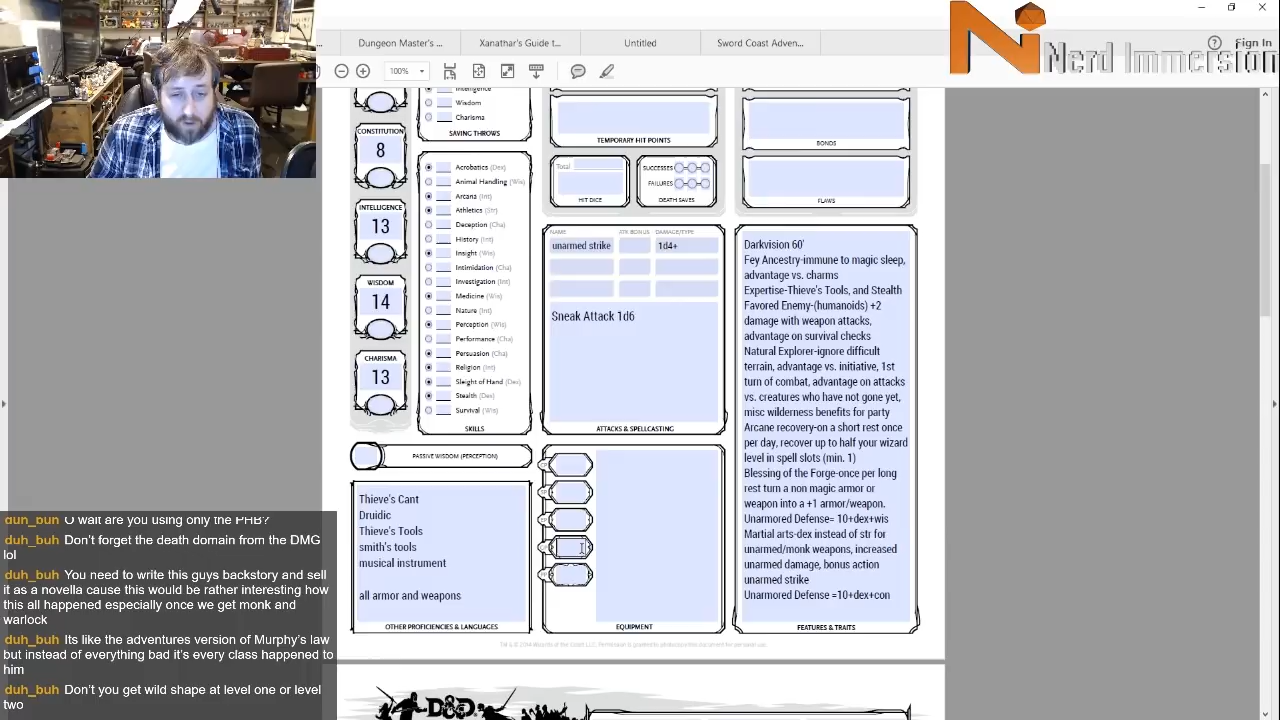 Dungeon Master's ...
Xanathar's Guide t...
Untitled
Sword Coast Adven...
Sign In
Nerd Immersion
100%
Intelligence
Wisdom
Charisma
SAVING THROWS
CONSTITUTION
8
INTELLIGENCE
13
WISDOM
14
CHARISMA
13
Acrobatics (Dex)
Animal Handling (Wis)
Arcana (Int)
Athletics (Str)
Deception (Cha)
History (Int)
Insight (Wis)
Intimidation (Cha)
Investigation (Int)
Medicine (Wis)
Nature (Int)
Perception (Wis)
Performance (Cha)
Persuasion (Cha)
Religion (Int)
Sleight of Hand (Dex)
Stealth (Dex)
Survival (Wis)
SKILLS
PASSIVE WISDOM (PERCEPTION)
Thieve's Cant
Druidic
Thieve's Tools
smith's tools
musical instrument
all armor and weapons
OTHER PROFICIENCIES & LANGUAGES
TEMPORARY HIT POINTS
Total
HIT DICE
SUCCESSES
FAILURES
DEATH SAVES
NAME ATK BONUS DAMAGE/TYPE
unarmed strike 1d4+
Sneak Attack 1d6
ATTACKS & SPELLCASTING
CP
SP
EP
GP
PP
EQUIPMENT
BONDS
FLAWS
Darkvision 60'
Fey Ancestry-immune to magic sleep,
advantage vs. charms
Expertise-Thieve's Tools, and Stealth
Favored Enemy-(humanoids) +2
damage with weapon attacks,
advantage on survival checks
Natural Explorer-ignore difficult
terrain, advantage vs. initiative, 1st
turn of combat, advantage on attacks
vs. creatures who have not gone yet,
misc wilderness benefits for party
Arcane recovery-on a short rest once
per day, recover up to half your wizard
level in spell slots (min. 1)
Blessing of the Forge-once per long
rest turn a non magic armor or
weapon into a +1 armor/weapon.
Unarmored Defense= 10+dex+wis
Martial arts-dex instead of str for
unarmed/monk weapons, increased
unarmed damage, bonus action
unarmed strike
Unarmored Defense =10+dex+con
FEATURES & TRAITS
D&D
duh_buh O wait are you using only the PHB?
duh_buh Don't forget the death domain from the DMG
lol
duh_buh You need to write this guys backstory and sell
it as a novella cause this would be rather interesting how
this all happened especially once we get monk and
warlock
duh_buh Its like the adventures version of Murphy's law
but instead of everything bad it's every class happened to
him
duh_buh Don't you get wild shape at level one or level
two